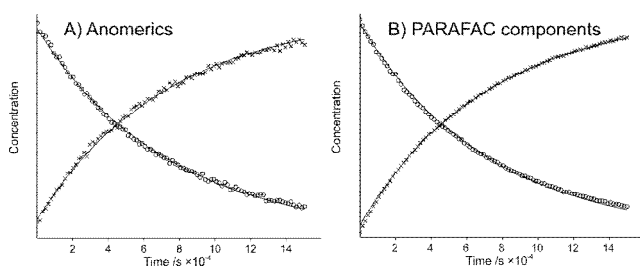 A) Anomerics
Concentration
2 4 6 8 10 12 14
Time /s ×10⁻⁴
B) PARAFAC components
Concentration
2 4 6 8 10 12 14
Time /s ×10⁻⁴